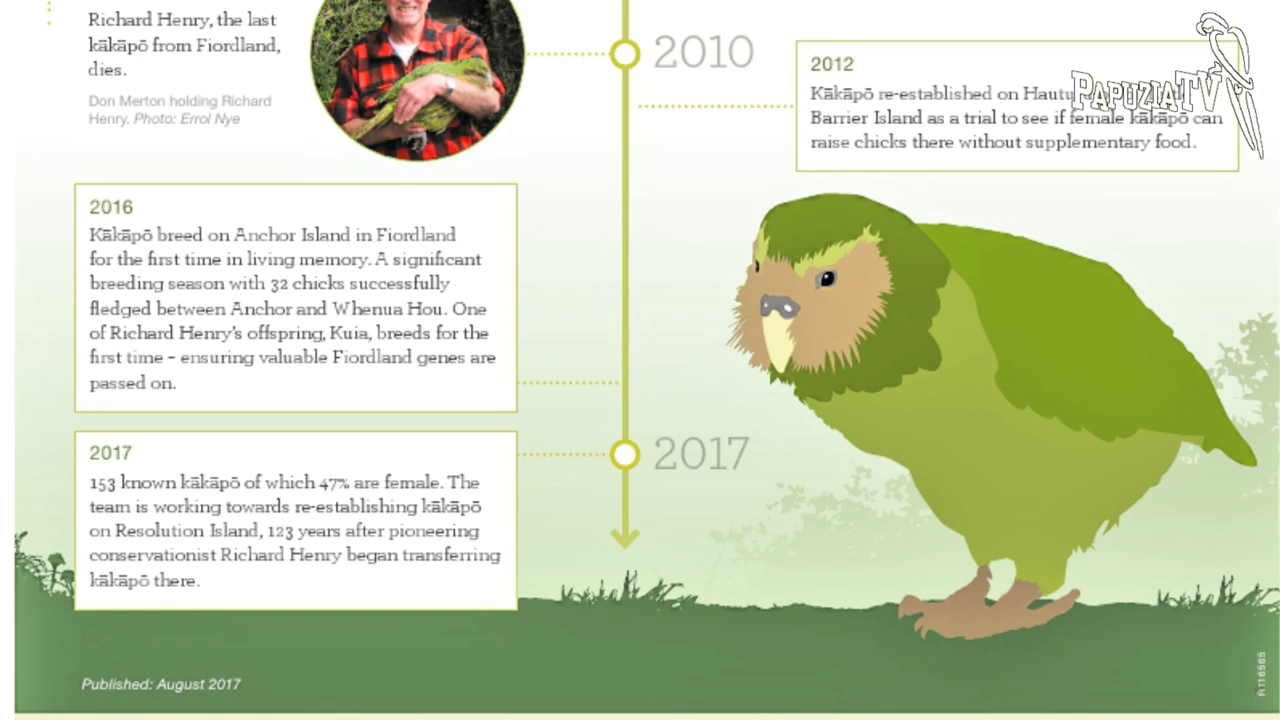 Richard Henry, the last
kākāpō from Fiordland,
dies.
Don Merton holding Richard
Henry. Photo: Errol Nye
2010
2012
Kākāpō re-established on
Barrier Island as a trial to see if female kākāpō can
raise chicks there without supplementary food.
PAPUZIATV
2016
Kākāpō breed on Anchor Island in Fiordland
for the first time in living memory. A significant
breeding season with 32 chicks successfully
fledged between Anchor and Whenua Hou. One
of Richard Henry's offspring, Kuia, breeds for the
first time – ensuring valuable Fiordland genes are
passed on.
2017
2017
153 known kākāpō of which 47% are female. The
team is working towards re-establishing kākāpō
on Resolution Island, 123 years after pioneering
conservationist Richard Henry began transferring
kākāpō there.
Published: August 2017
R116565